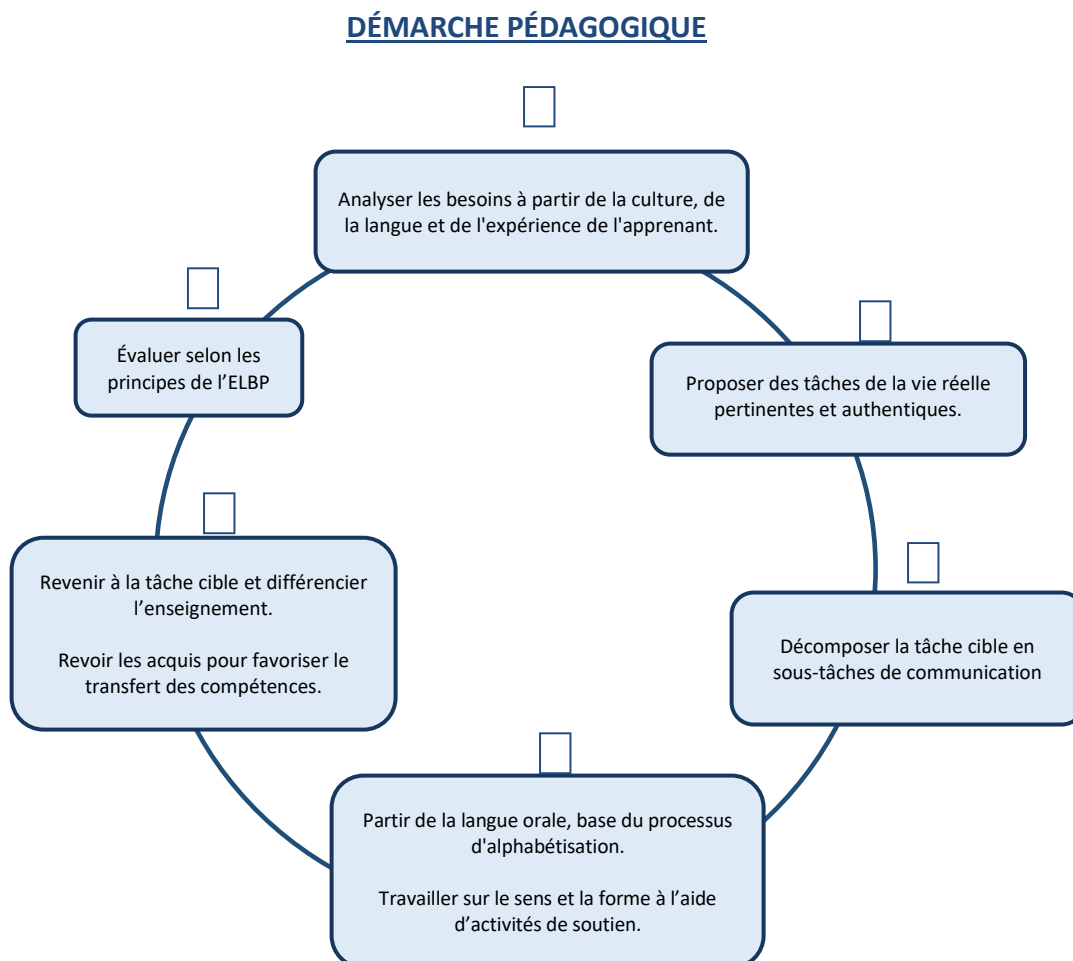 DÉMARCHE PÉDAGOGIQUE
Analyser les besoins à partir de la culture, de
la langue et de l'expérience de l'apprenant.
Proposer des tâches de la vie réelle
pertinentes et authentiques.
Décomposer la tâche cible en
sous-tâches de communication
Partir de la langue orale, base du processus
d'alphabétisation.
Travailler sur le sens et la forme à l’aide
d’activités de soutien.
Revenir à la tâche cible et différencier
l’enseignement.
Revoir les acquis pour favoriser le
transfert des compétences.
Évaluer selon les
principes de l’ELBP